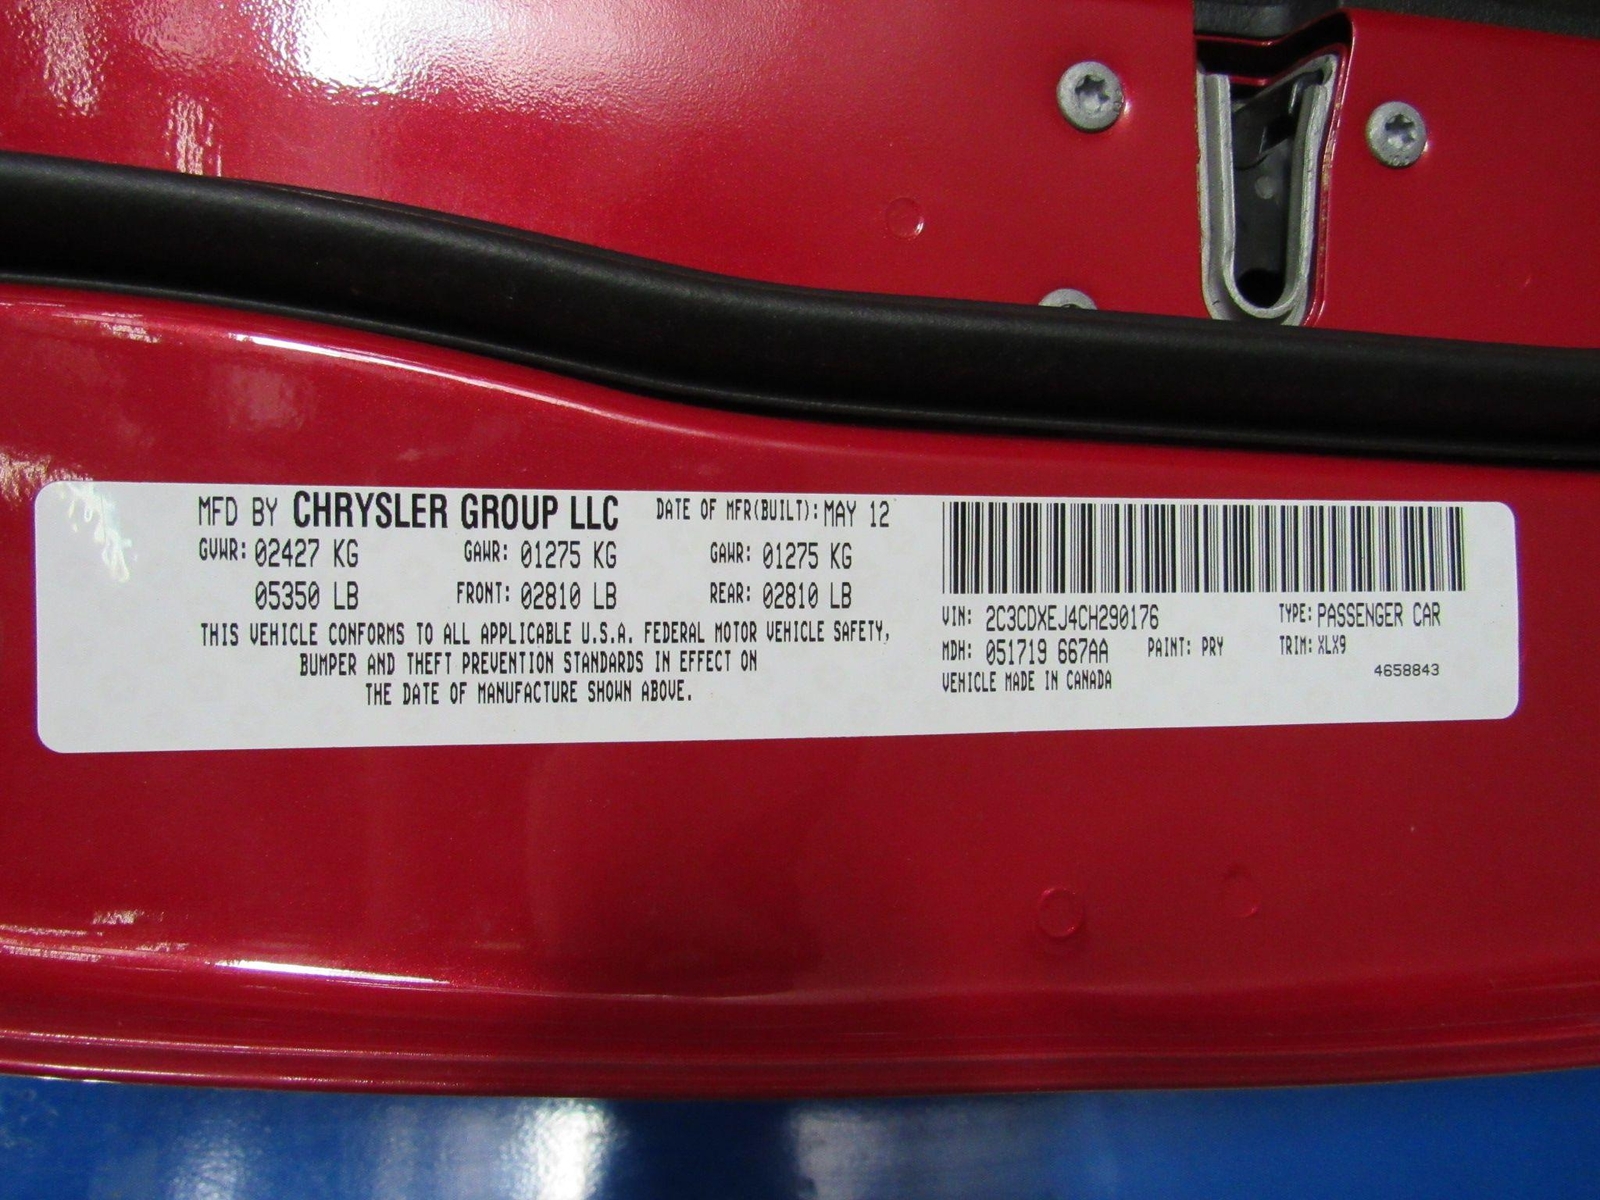 MFD BY CHRYSLER GROUP LLC DATE OF MFR(BUILT): MAY 12
GVWR: 02427 KG GAWR: 01275 KG GAWR: 01275 KG
05350 LB FRONT: 02810 LB REAR: 02810 LB
THIS VEHICLE CONFORMS TO ALL APPLICABLE U.S.A. FEDERAL MOTOR VEHICLE SAFETY,
BUMPER AND THEFT PREVENTION STANDARDS IN EFFECT ON
THE DATE OF MANUFACTURE SHOWN ABOVE.
VIN: 2C3CDXEJ4CH290176 TYPE: PASSENGER CAR
MDH: 051719 667AA PAINT: PRY TRIM: XLX9
4658843
VEHICLE MADE IN CANADA